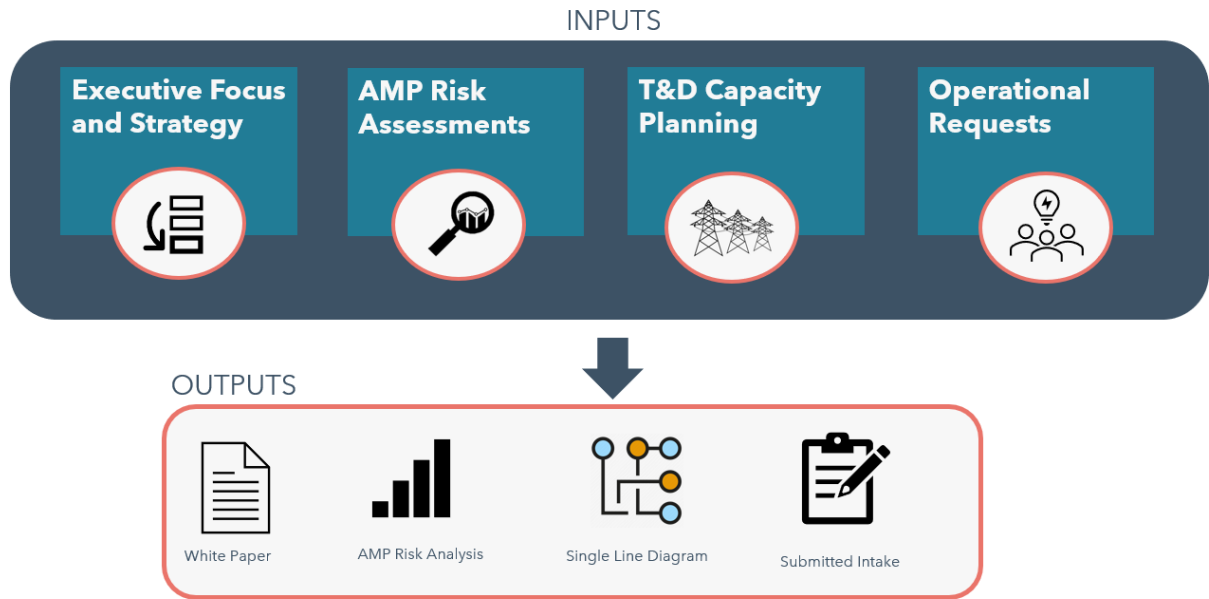 INPUTS
Executive Focus
and Strategy
AMP Risk
Assessments
T&D Capacity
Planning
Operational
Requests
OUTPUTS
White Paper
AMP Risk Analysis
Single Line Diagram
Submitted Intake